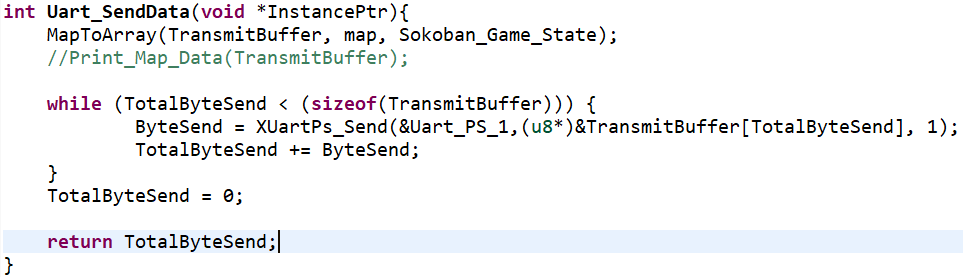 int Uart_SendData(void *InstancePtr){
    MapToArray(TransmitBuffer, map, Sokoban_Game_State);
    //Print_Map_Data(TransmitBuffer);
    while (TotalByteSend < (sizeof(TransmitBuffer))) {
            ByteSend = XUartPs_Send(&Uart_PS_1,(u8*)&TransmitBuffer[TotalByteSend], 1);
            TotalByteSend += ByteSend;
    }
    TotalByteSend = 0;
    return TotalByteSend;
}